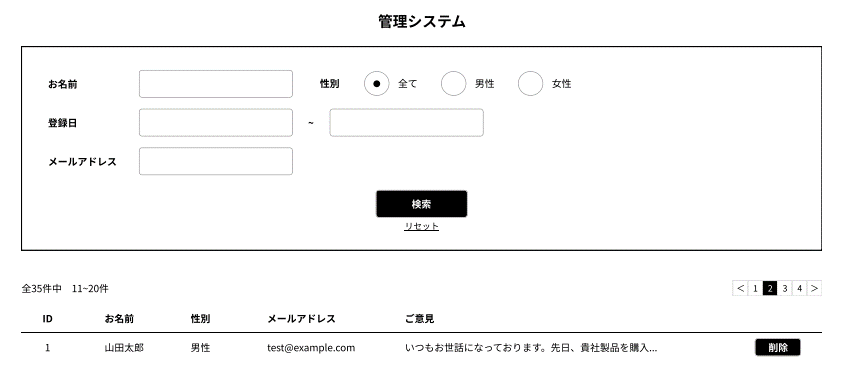 管理システム
お名前 性別 全て 男性 女性
登録日 ~
メールアドレス
検索
リセット
全35件中 11~20件 < 1 2 3 4 >
ID お名前 性別 メールアドレス ご意見
1 山田太郎 男性 test@example.com いつもお世話になっております。先日、貴社製品を購入... 削除